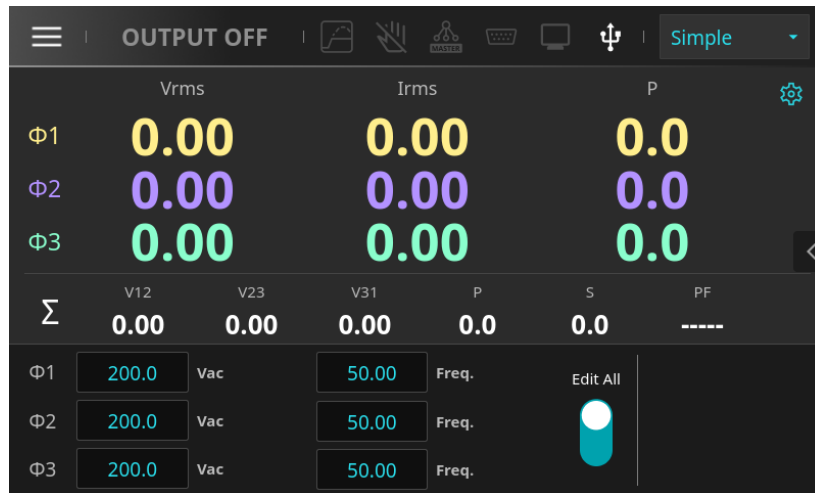 OUTPUT OFF MASTER Simple
Vrms Irms P
Φ1 0.00 0.00 0.0
Φ2 0.00 0.00 0.0
Φ3 0.00 0.00 0.0
V12 V23 V31 P S PF
Σ 0.00 0.00 0.00 0.0 0.0 -----
Φ1 200.0 Vac 50.00 Freq. Edit All
Φ2 200.0 Vac 50.00 Freq.
Φ3 200.0 Vac 50.00 Freq.